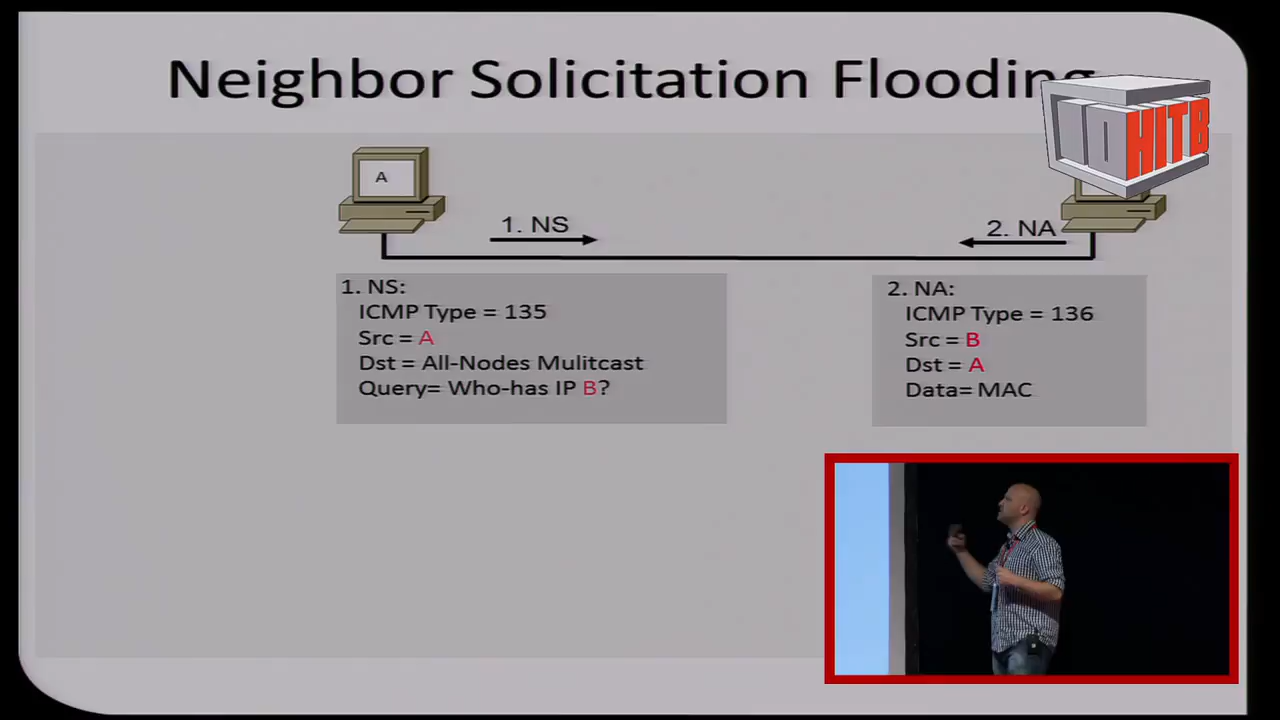 Neighbor Solicitation Flooding
HITB
A
1. NS
2. NA
1. NS:
ICMP Type = 135
Src = A
Dst = All-Nodes Mulitcast
Query= Who-has IP B?
2. NA:
ICMP Type = 136
Src = B
Dst = A
Data= MAC